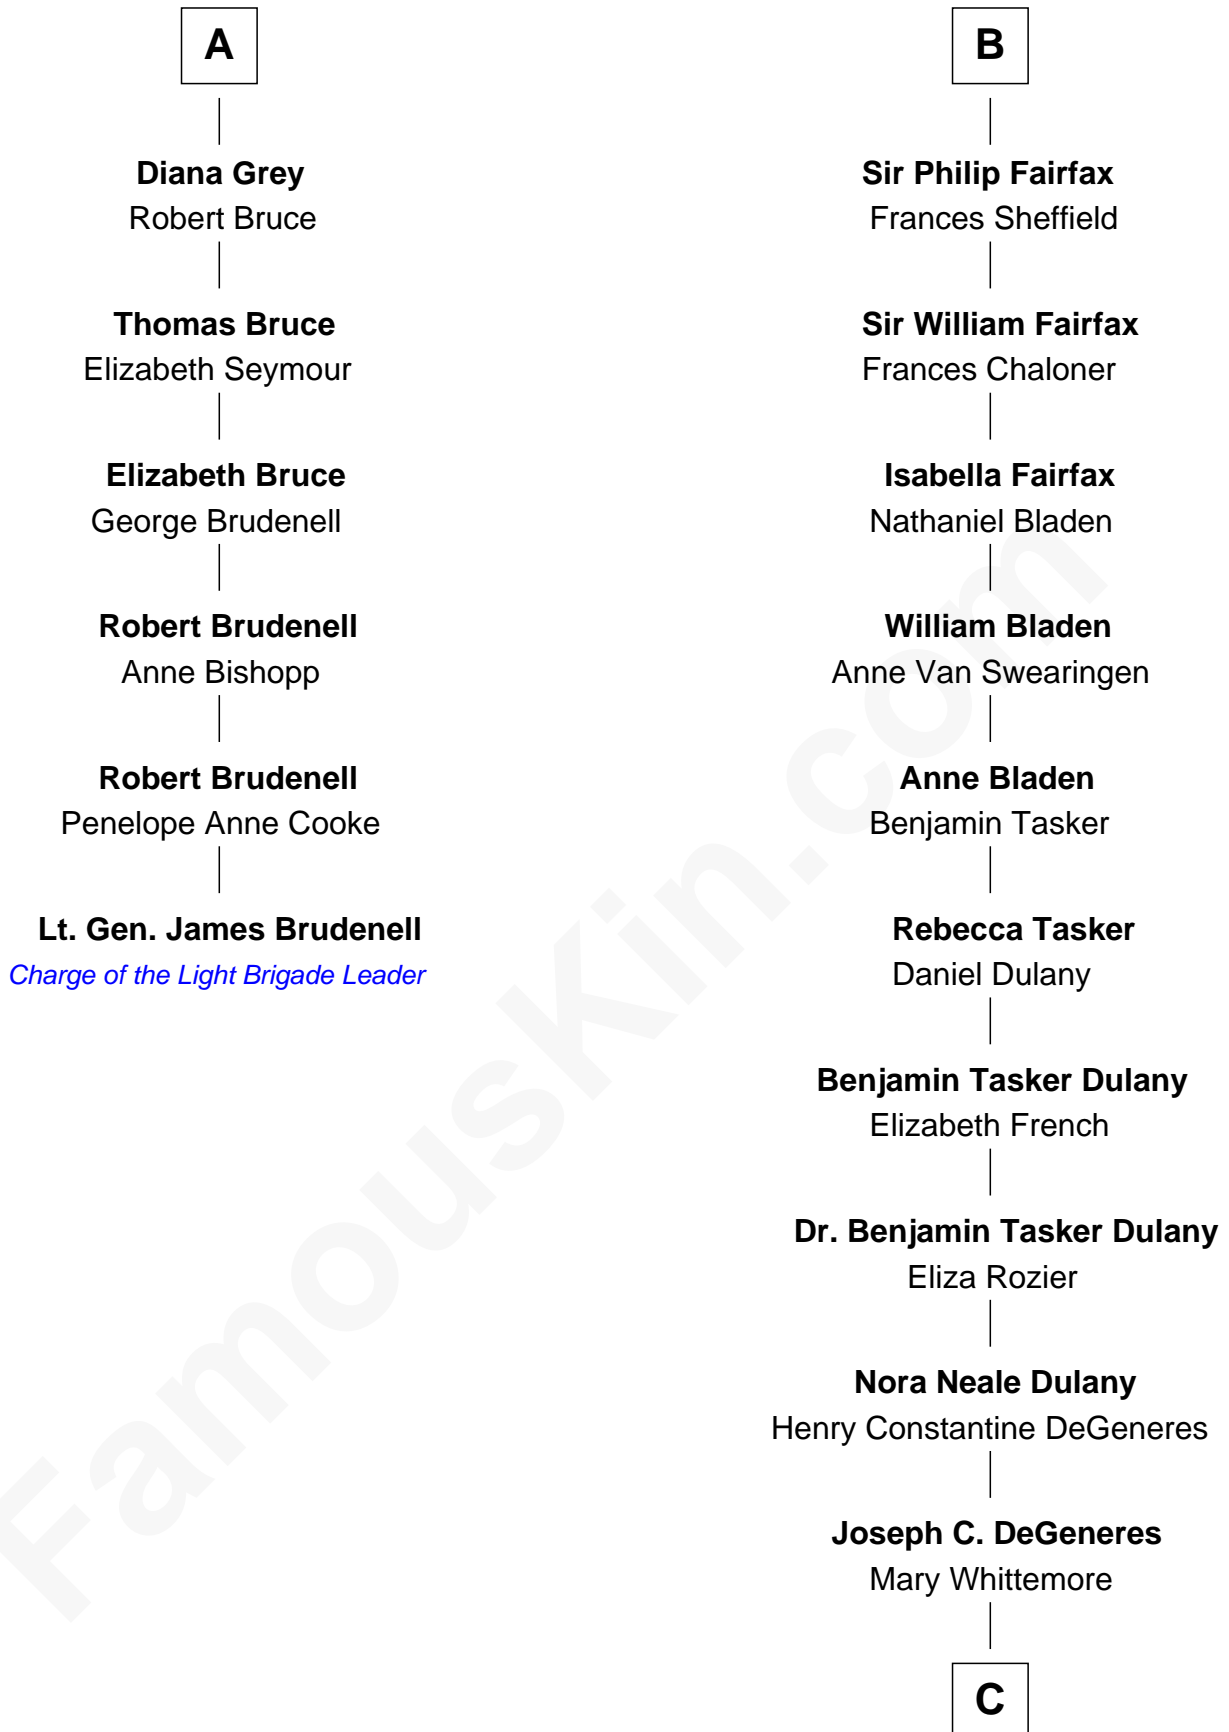 A
Diana Grey
Robert Bruce
Thomas Bruce
Elizabeth Seymour
Elizabeth Bruce
George Brudenell
Robert Brudenell
Anne Bishopp
Robert Brudenell
Penelope Anne Cooke
Lt. Gen. James Brudenell
Charge of the Light Brigade Leader
B
Sir Philip Fairfax
Frances Sheffield
Sir William Fairfax
Frances Chaloner
Isabella Fairfax
Nathaniel Bladen
William Bladen
Anne Van Swearingen
Anne Bladen
Benjamin Tasker
Rebecca Tasker
Daniel Dulany
Benjamin Tasker Dulany
Elizabeth French
Dr. Benjamin Tasker Dulany
Eliza Rozier
Nora Neale Dulany
Henry Constantine DeGeneres
Joseph C. DeGeneres
Mary Whittemore
C
FamousKin.com